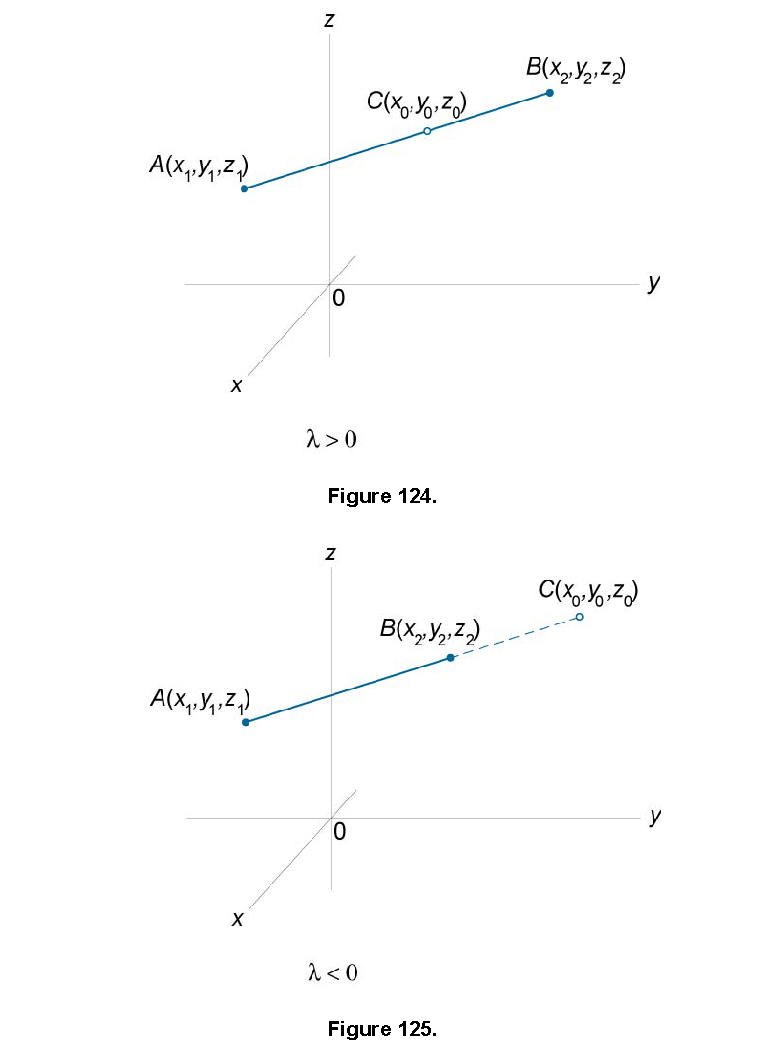 z
B(x₂,y₂,z₂)
C(x₀,y₀,z₀)
A(x₁,y₁,z₁)
y
0
x
λ > 0
Figure 124.
z
C(x₀,y₀,z₀)
B(x₂,y₂,z₂)
A(x₁,y₁,z₁)
y
0
x
λ < 0
Figure 125.